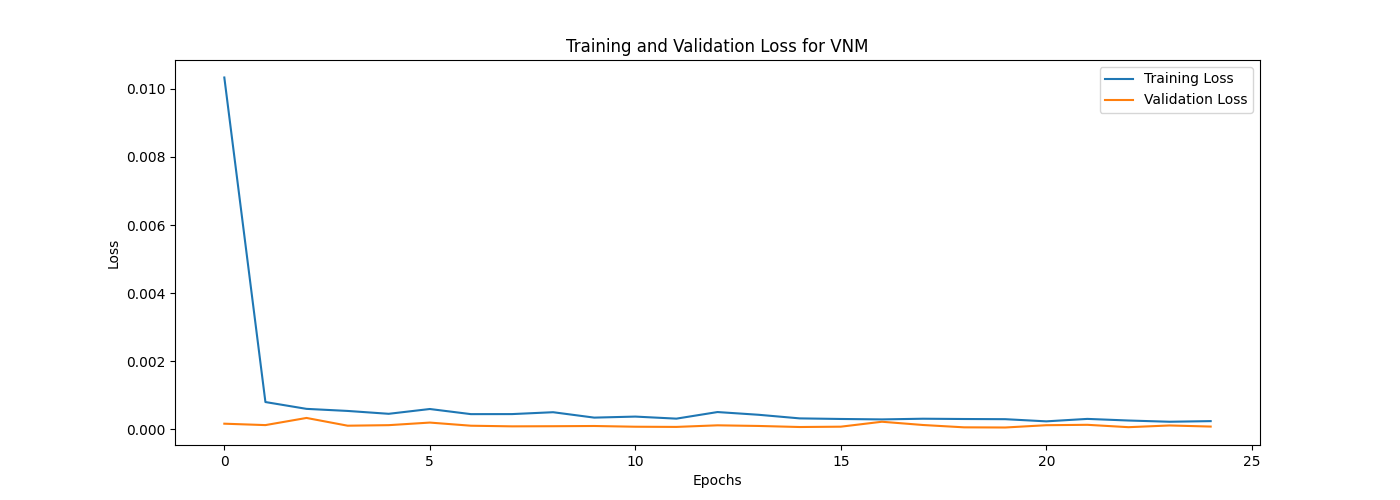 Training and Validation Loss for VNM
Training Loss
Validation Loss
0.010
0.008
0.006
0.004
0.002
0.000
Loss
0 5 10 15 20 25
Epochs